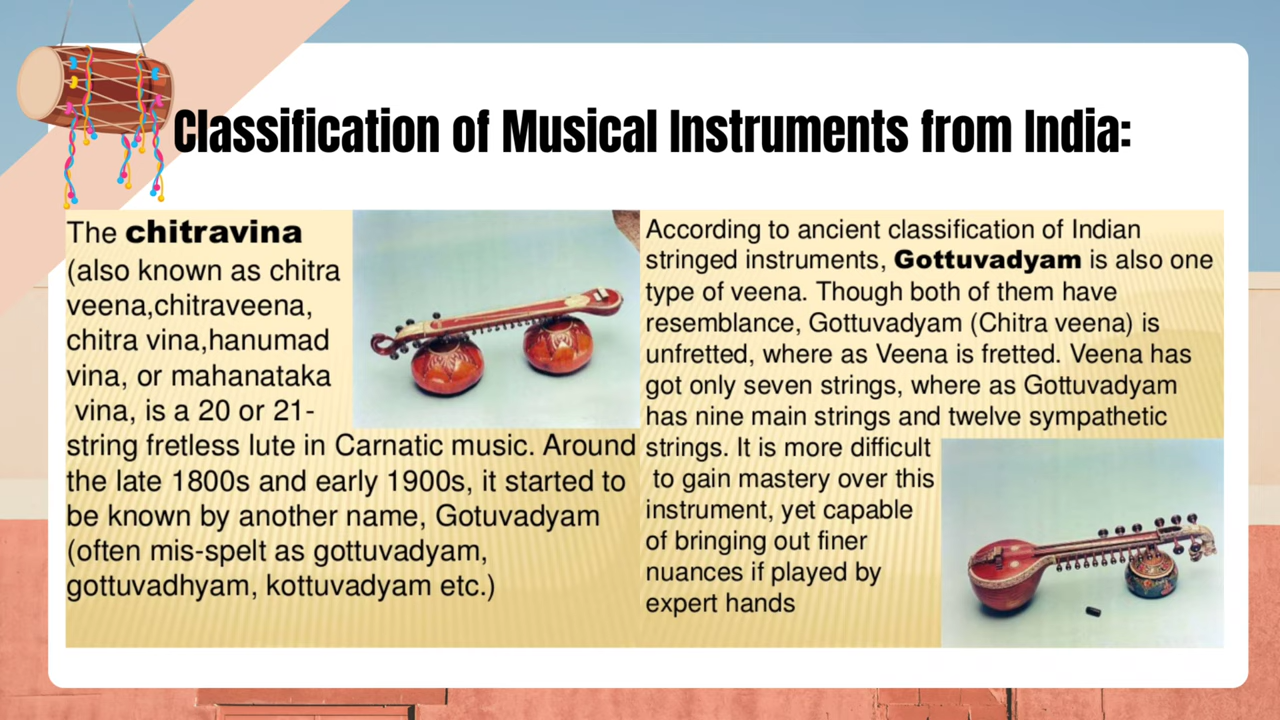 Classification of Musical Instruments from India:
The chitravina
(also known as chitra
veena,chitraveena,
chitra vina,hanumad
vina, or mahanataka
vina, is a 20 or 21-
string fretless lute in Carnatic music. Around
the late 1800s and early 1900s, it started to
be known by another name, Gotuvadyam
(often mis-spelt as gottuvadyam,
gottuvadhyam, kottuvadyam etc.)
According to ancient classification of Indian
stringed instruments, Gottuvadyam is also one
type of veena. Though both of them have
resemblance, Gottuvadyam (Chitra veena) is
unfretted, where as Veena is fretted. Veena has
got only seven strings, where as Gottuvadyam
has nine main strings and twelve sympathetic
strings. It is more difficult
to gain mastery over this
instrument, yet capable
of bringing out finer
nuances if played by
expert hands